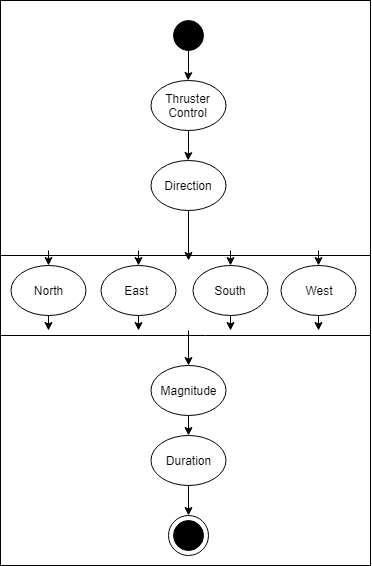 Thruster
Control
Direction
North
East
South
West
Magnitude
Duration